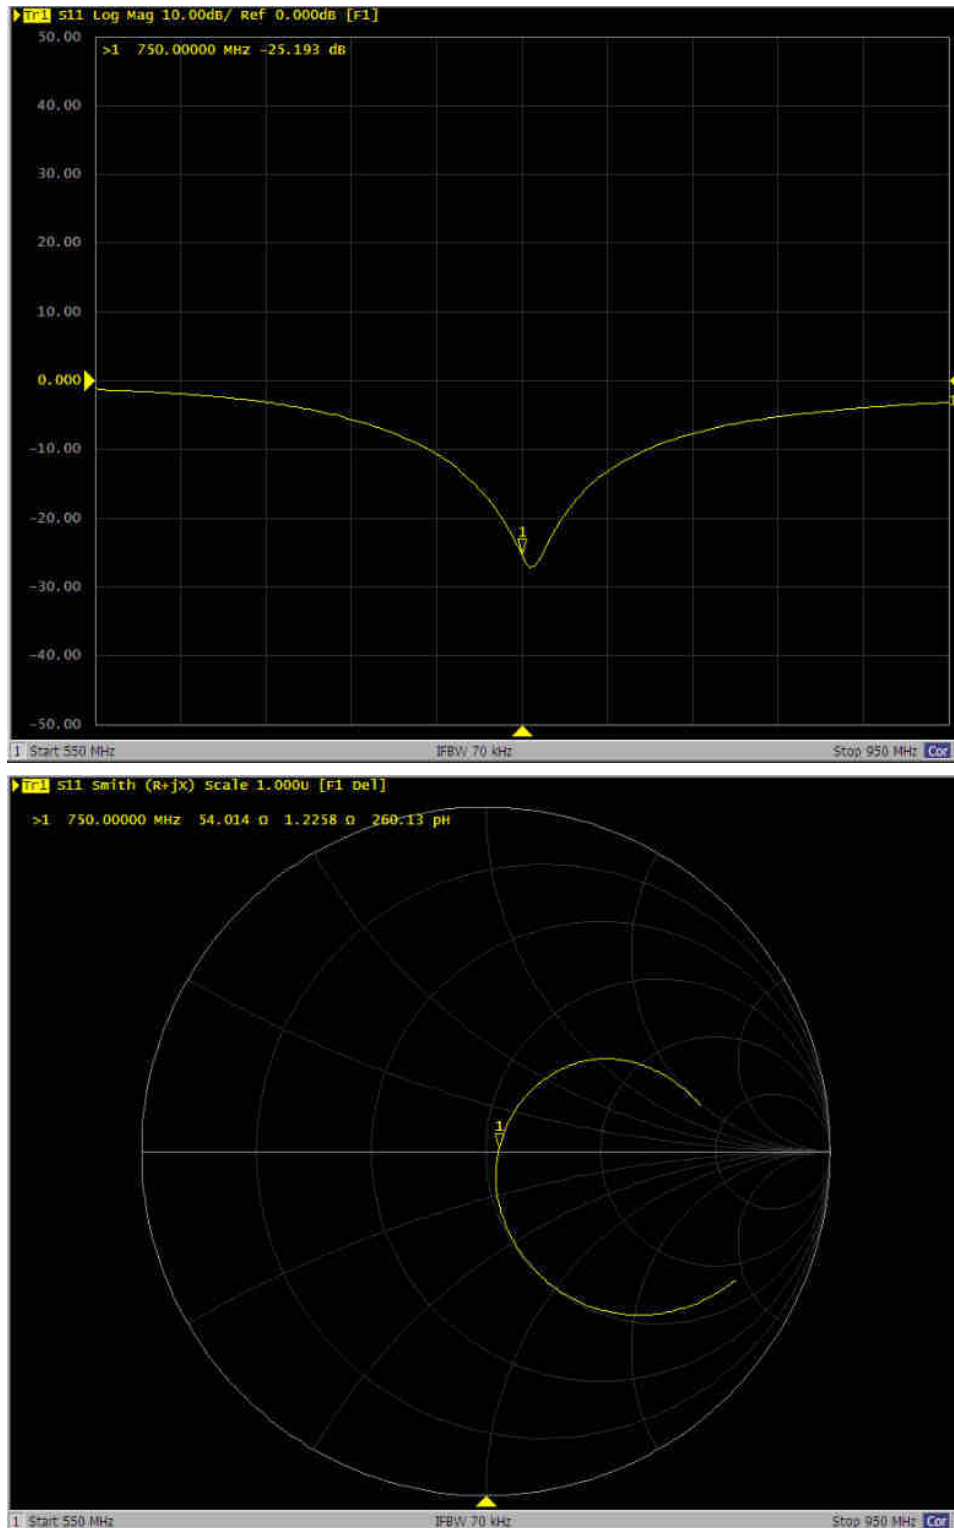 Tr1 S11 Log Mag 10.00dB/ Ref 0.000dB [F1]
50.00
>1 750.00000 MHz -25.193 dB
40.00
30.00
20.00
10.00
0.000
1
-10.00
-20.00
1
-30.00
-40.00
-50.00
1 Start 550 MHz IFBW 70 kHz Stop 950 MHz Cor
Tr1 S11 Smith (R+jX) Scale 1.000U [F1 Del]
>1 750.00000 MHz 54.014 Ω 1.2258 Ω 260.13 pH
1
1 Start 550 MHz IFBW 70 kHz Stop 950 MHz Cor